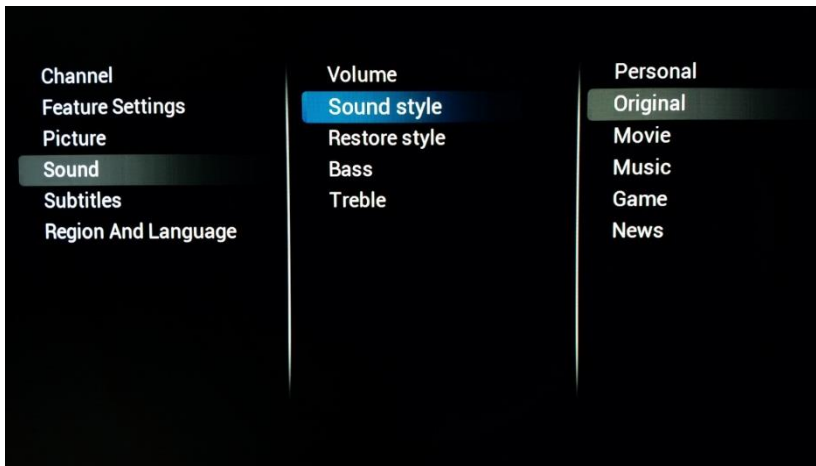 Channel
Feature Settings
Picture
Sound
Subtitles
Region And Language
Volume
Sound style
Restore style
Bass
Treble
Personal
Original
Movie
Music
Game
News